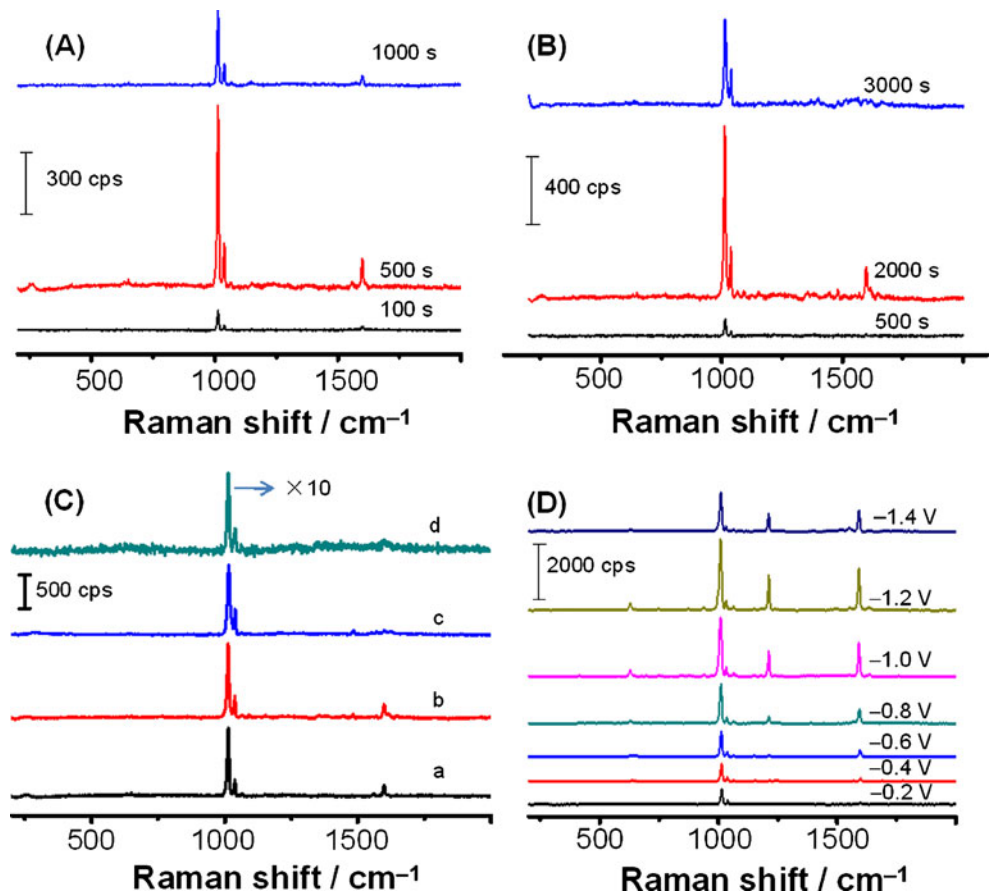 (A)
1000 s
300 cps
500 s
100 s
500 1000 1500
Raman shift / cm⁻¹
(B)
3000 s
400 cps
2000 s
500 s
500 1000 1500
Raman shift / cm⁻¹
(C)
×10
d
500 cps
c
b
a
500 1000 1500
Raman shift / cm⁻¹
(D)
−1.4 V
2000 cps
−1.2 V
−1.0 V
−0.8 V
−0.6 V
−0.4 V
−0.2 V
500 1000 1500
Raman shift / cm⁻¹